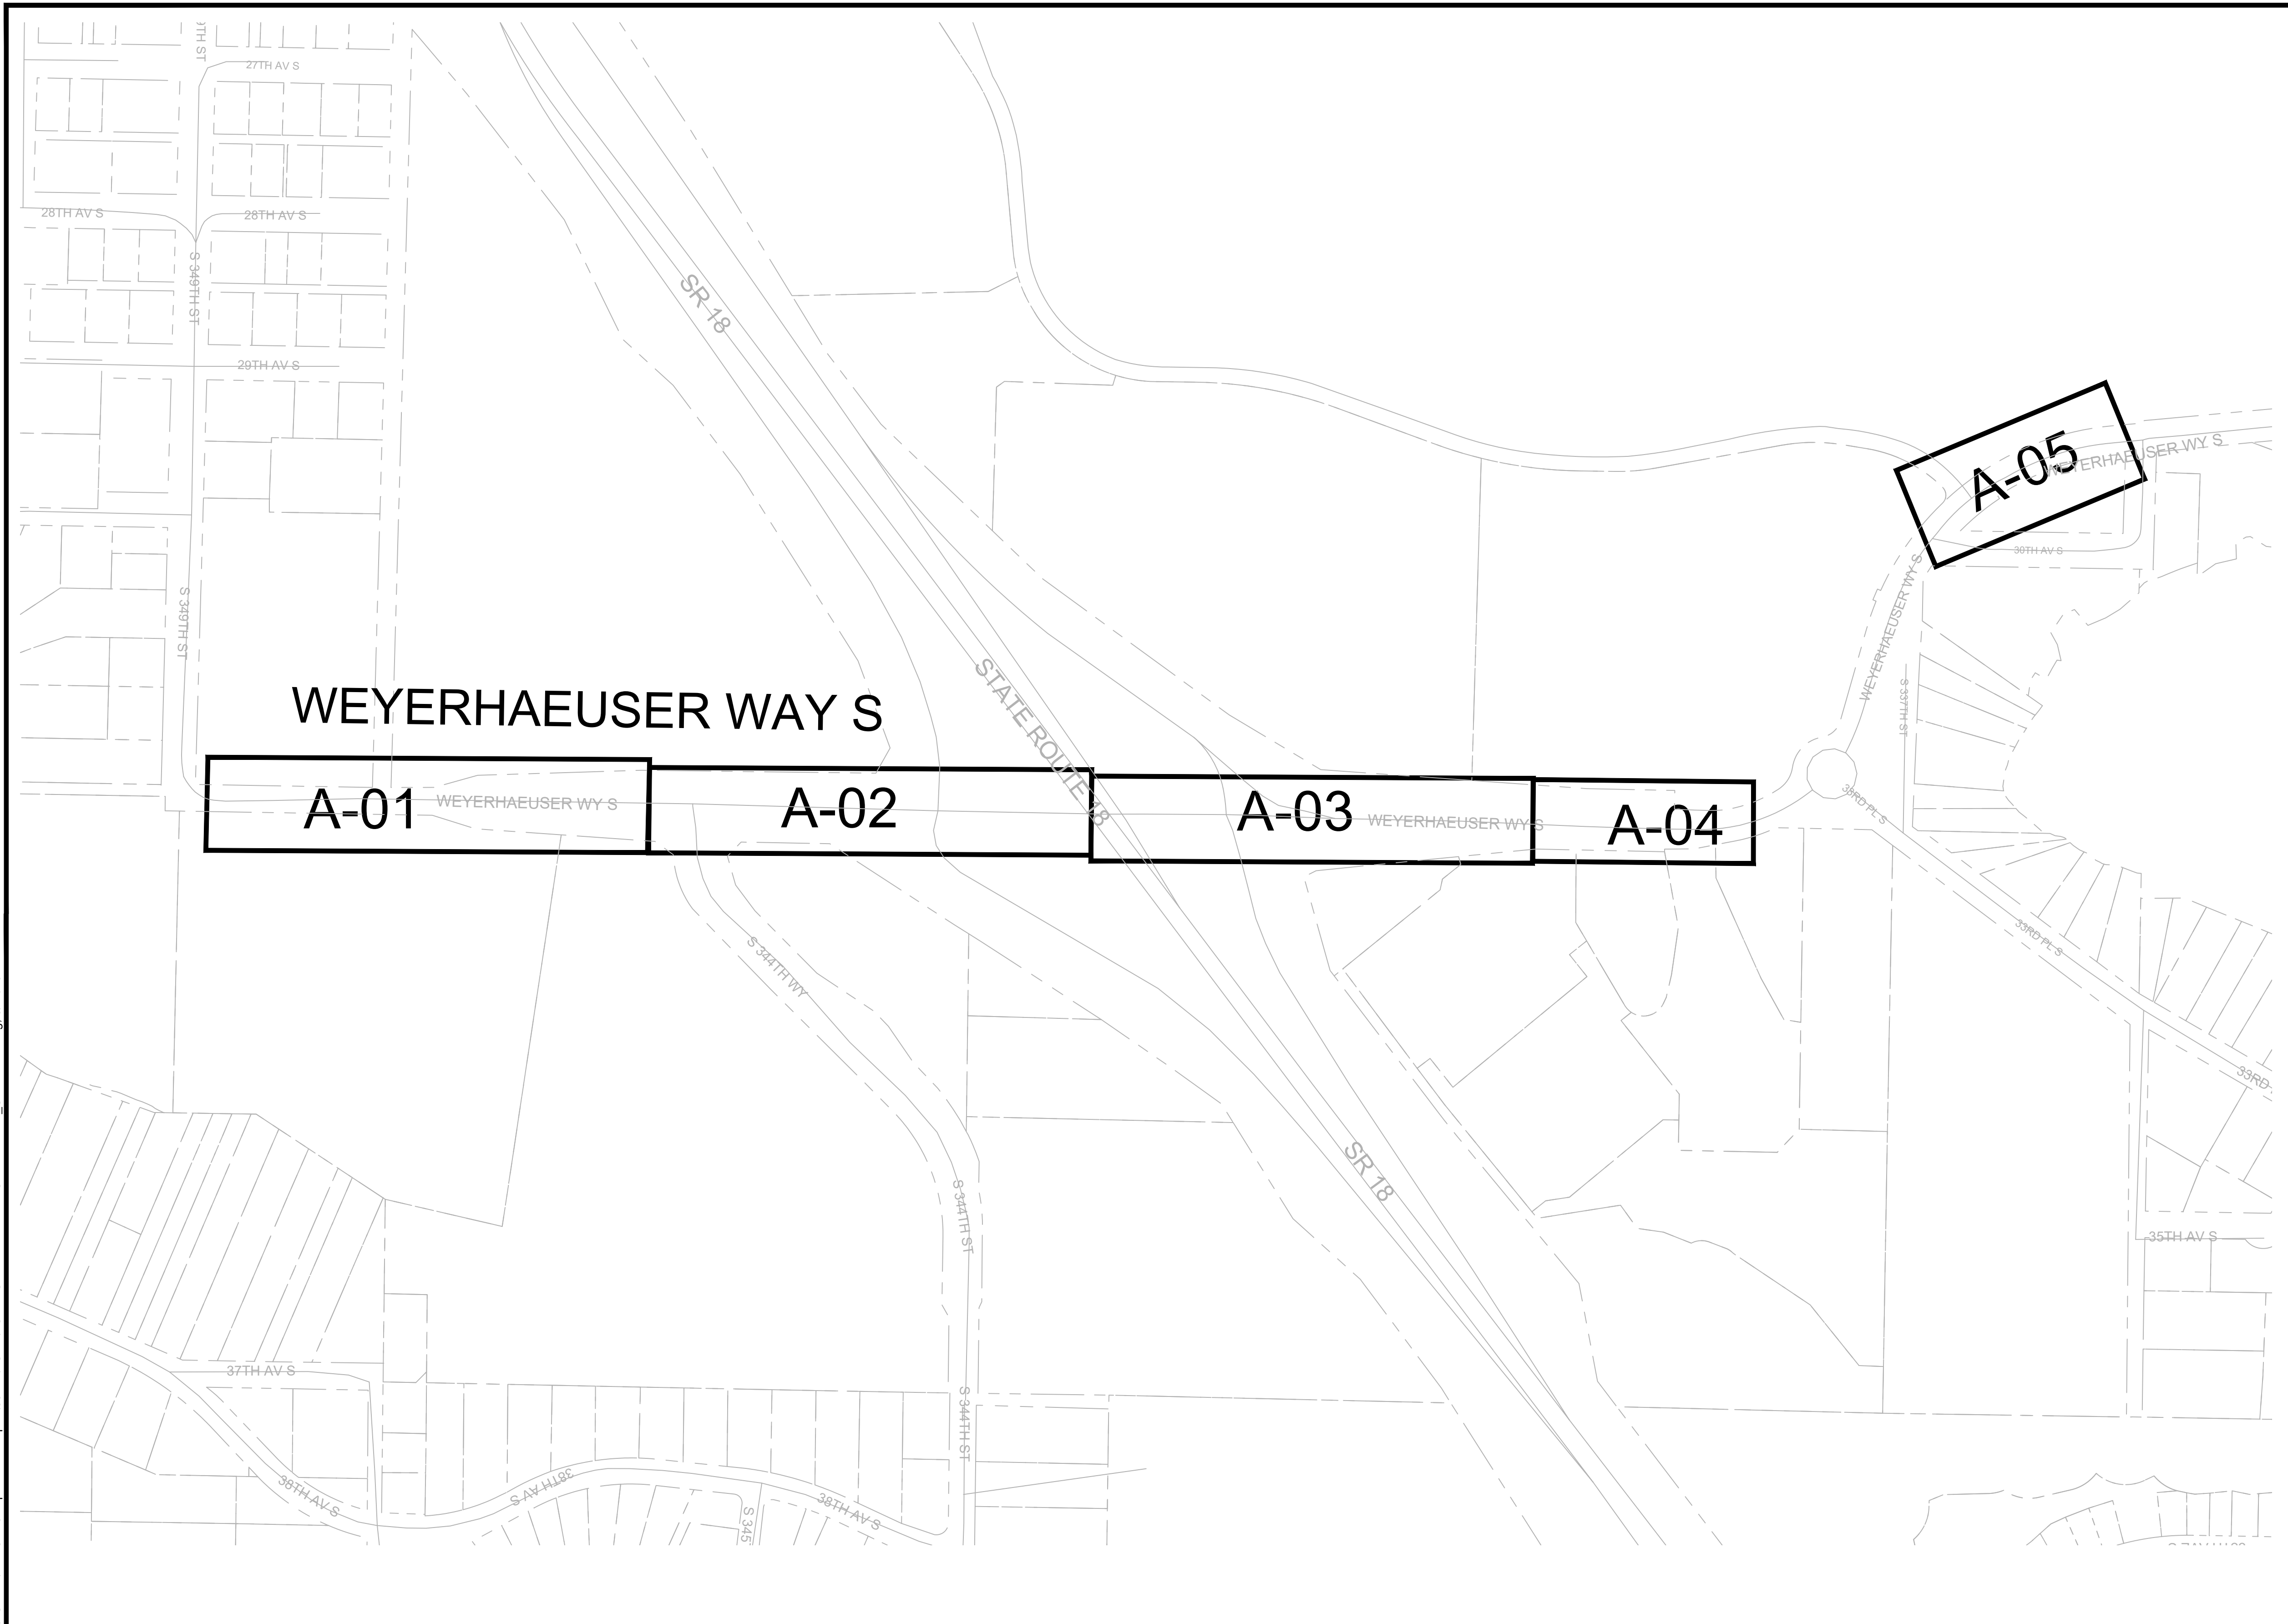 9TH ST
27TH AV S
28TH AV S
28TH AV S
S 349TH ST
SR 18
29TH AV S
A-05
WEYERHAEUSER WY S
30TH AV S
S 349TH ST
WEYERHAEUSER WY S
S 337TH ST
STATE ROUTE 18
WEYERHAEUSER WAY S
A-01
WEYERHAEUSER WY S
A-02
A-03
WEYERHAEUSER WY S
A-04
33RD PL S
33RD PL S
S 344TH WY
33RD
SR 18
S 344TH ST
35TH AV S
37TH AV S
S 344TH ST
38TH AV S
38TH AV S
38TH AV S
S 345